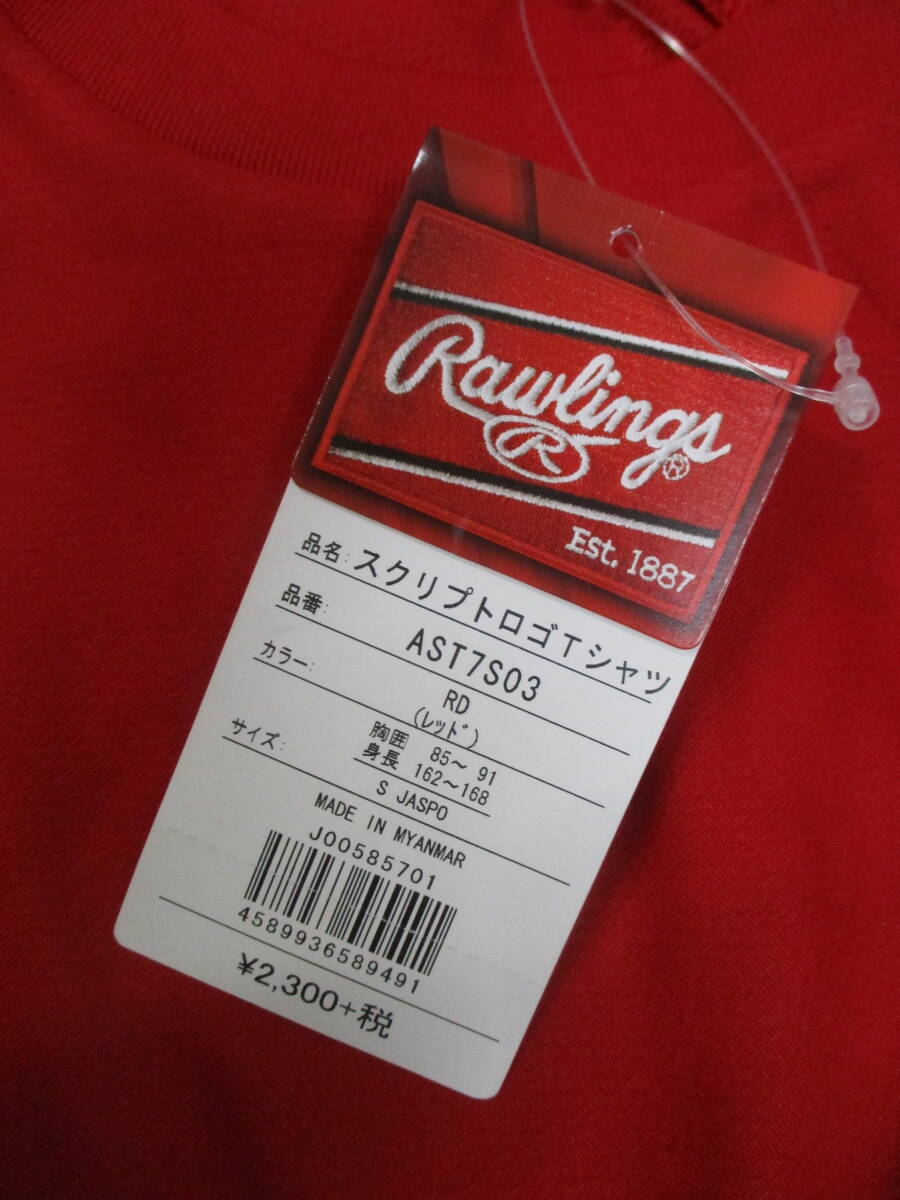 Rawlings®
R
Est. 1887
品名: スクリプトロゴTシャツ
品番: AST7S03
カラー: RD
(レッド)
サイズ: 胸囲 85～ 91
身長 162～168
S JASPO
MADE IN MYANMAR
J00585701
4589936589491
¥2,300+税